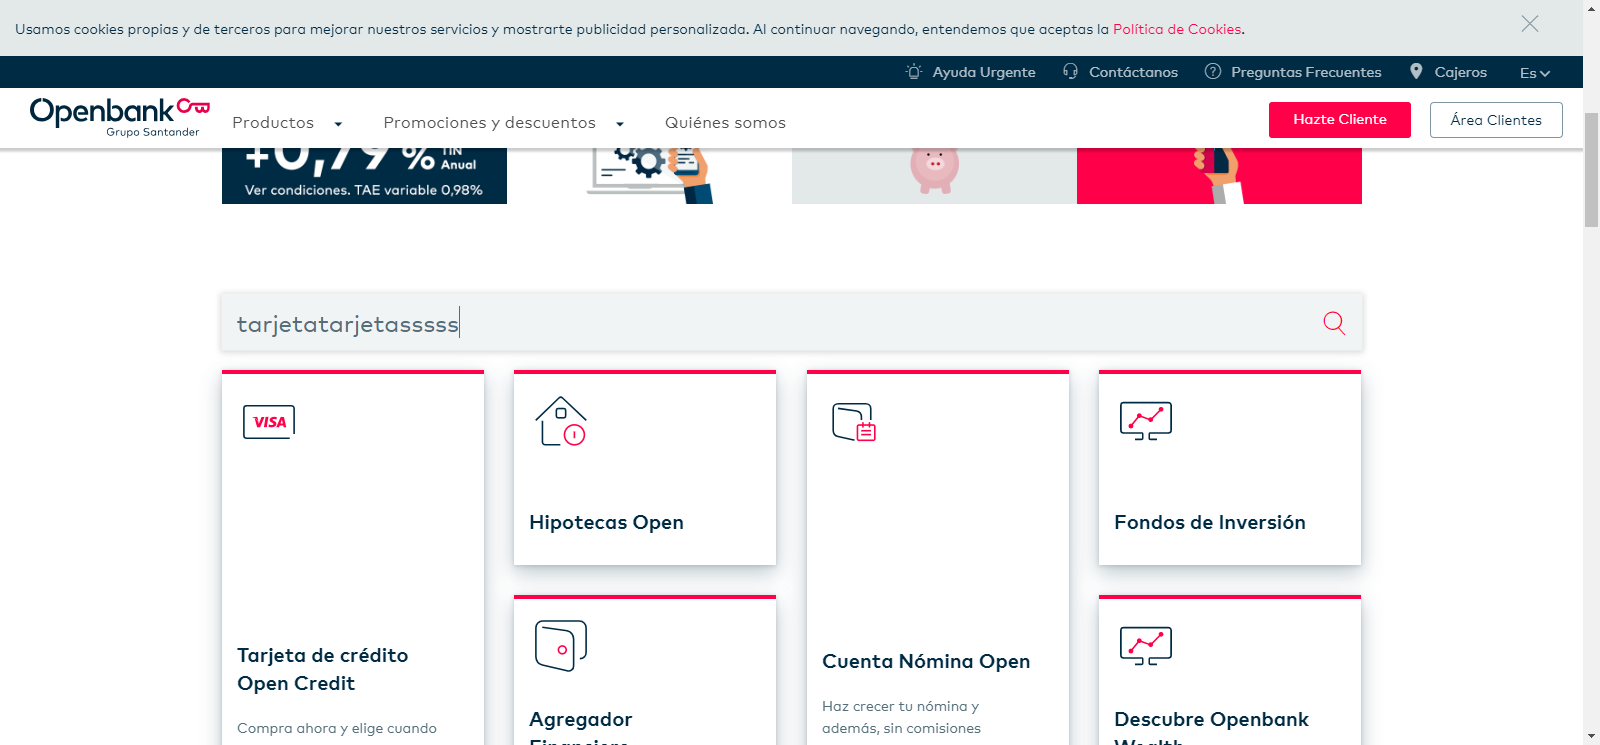 Usamos cookies propias y de terceros para mejorar nuestros servicios y mostrarte publicidad personalizada. Al continuar navegando, entendemos que aceptas la Política de Cookies.
Ayuda Urgente
Contáctanos
Preguntas Frecuentes
Cajeros
Es
Openbank
Grupo Santander
Productos
Promociones y descuentos
Quiénes somos
Hazte Cliente
Área Clientes
+0,79% TIN
Anual
Ver condiciones. TAE variable 0,98%
tarjetatarjetasssss
VISA
Hipotecas Open
Fondos de Inversión
Tarjeta de crédito
Open Credit
Compra ahora y elige cuando
Agregador
Financiero
Cuenta Nómina Open
Haz crecer tu nómina y
además, sin comisiones
Descubre Openbank
Wealth